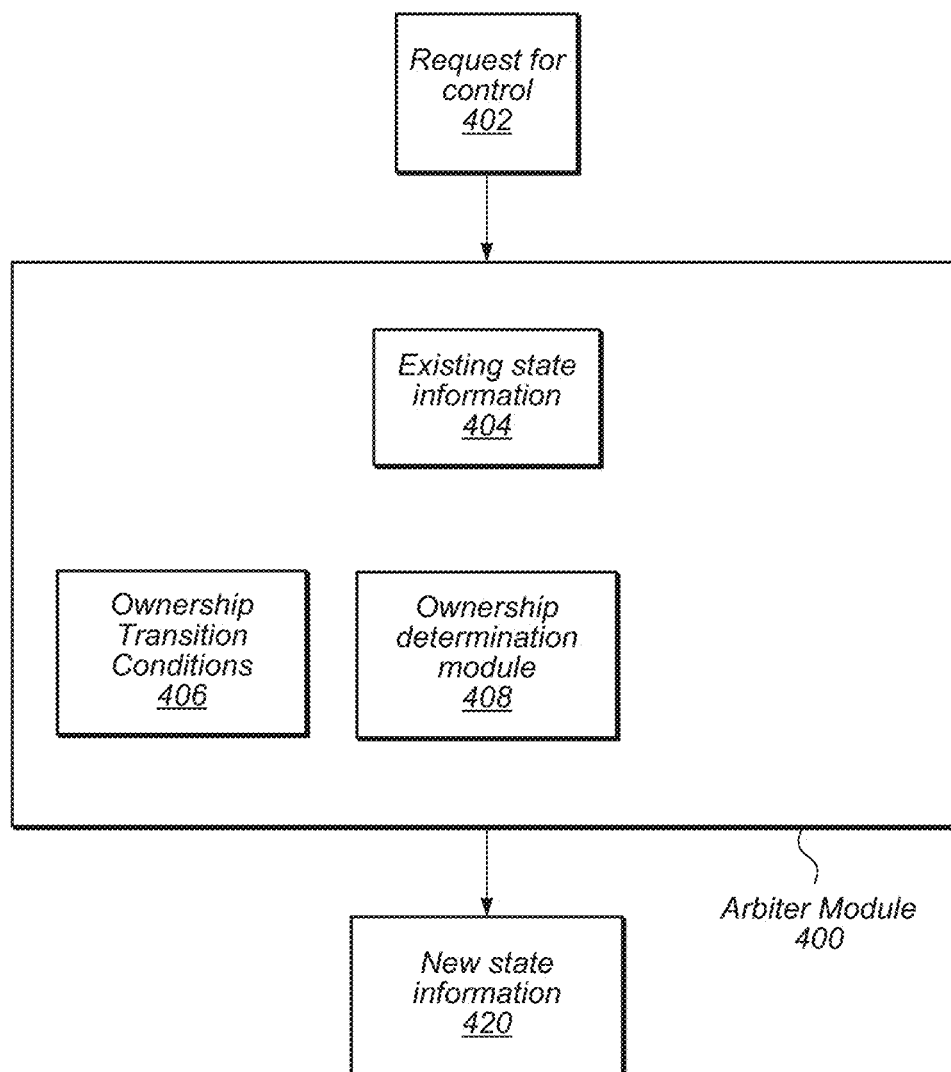 Request for
control
402
Existing state
information
404
Ownership
Transition
Conditions
406
Ownership
determination
module
408
Arbiter Module
400
New state
information
420